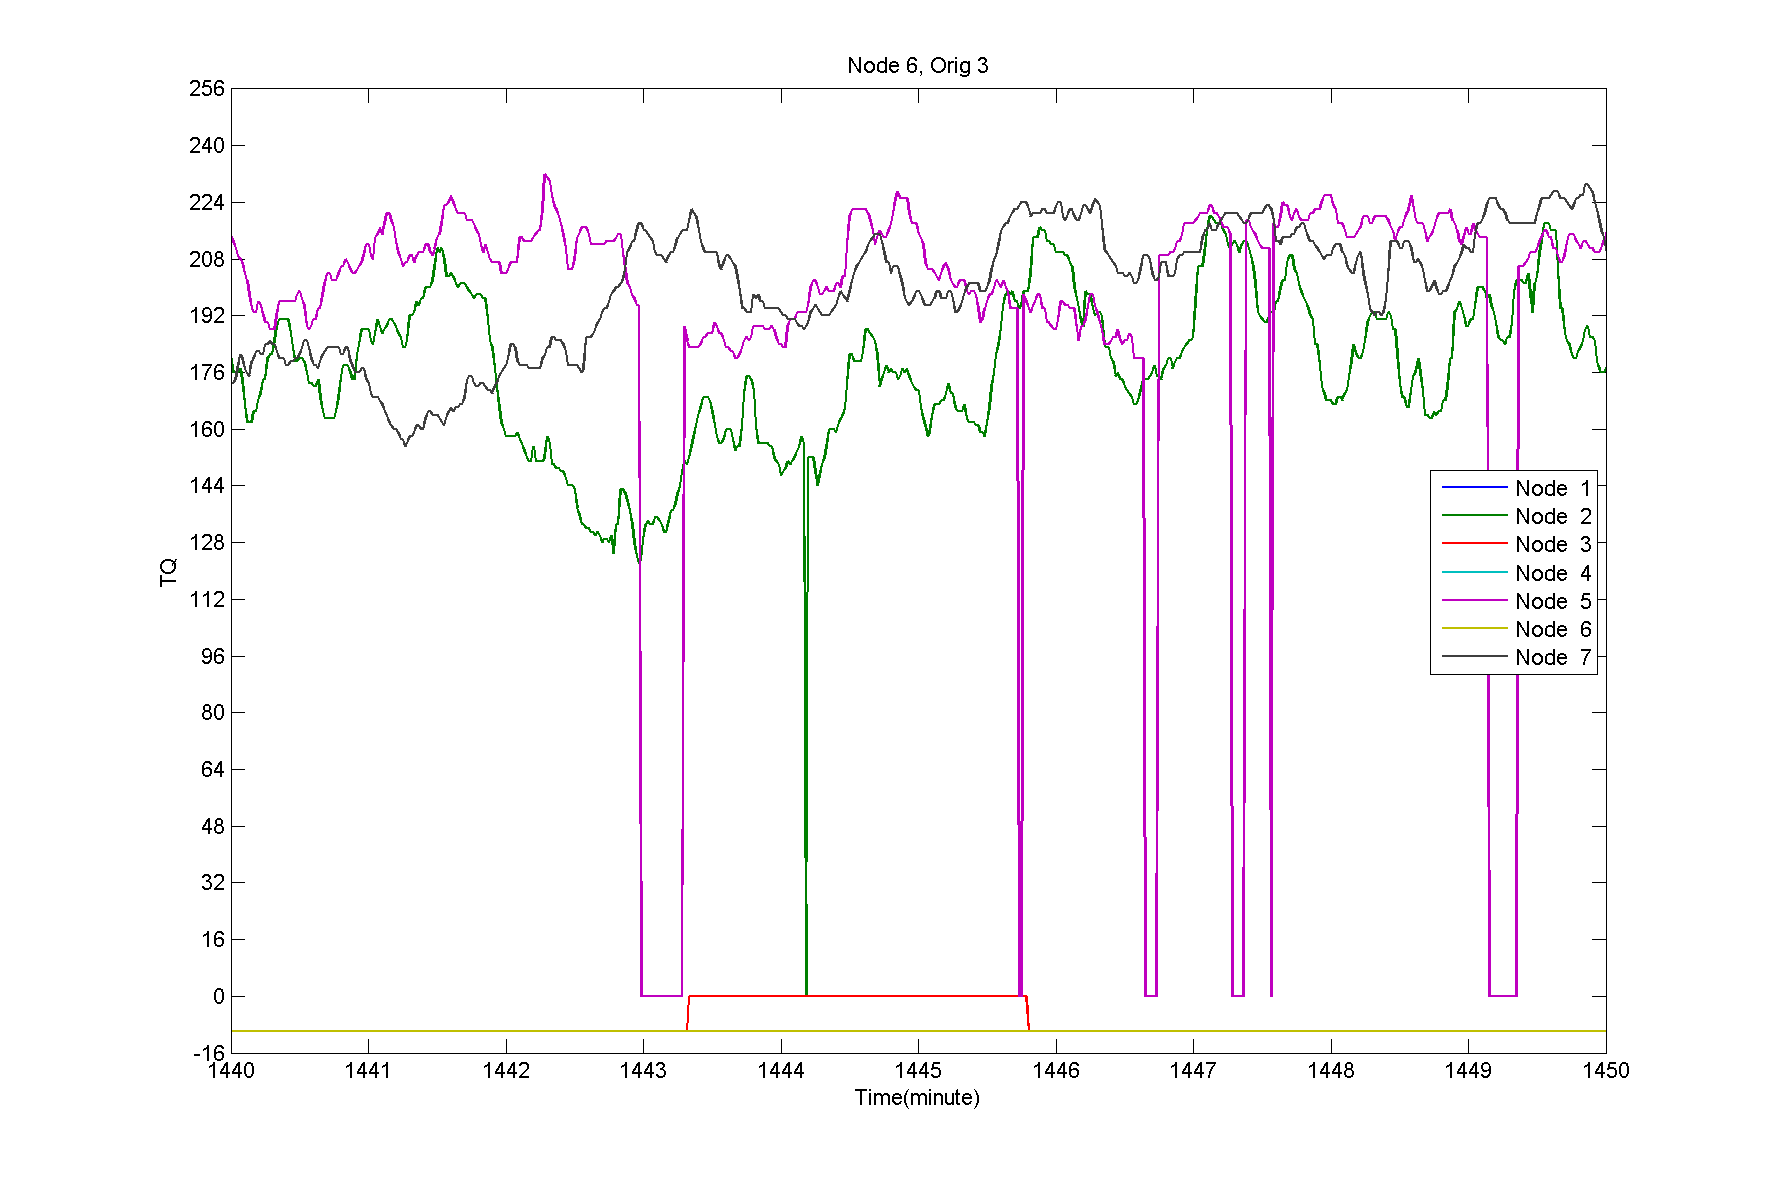 Node 6, Orig 3
256
240
224
208
192
176
160
144
128
112
96
80
64
48
32
16
0
-16
TQ
Node 1
Node 2
Node 3
Node 4
Node 5
Node 6
Node 7
1440 1441 1442 1443 1444 1445 1446 1447 1448 1449 1450
Time(minute)